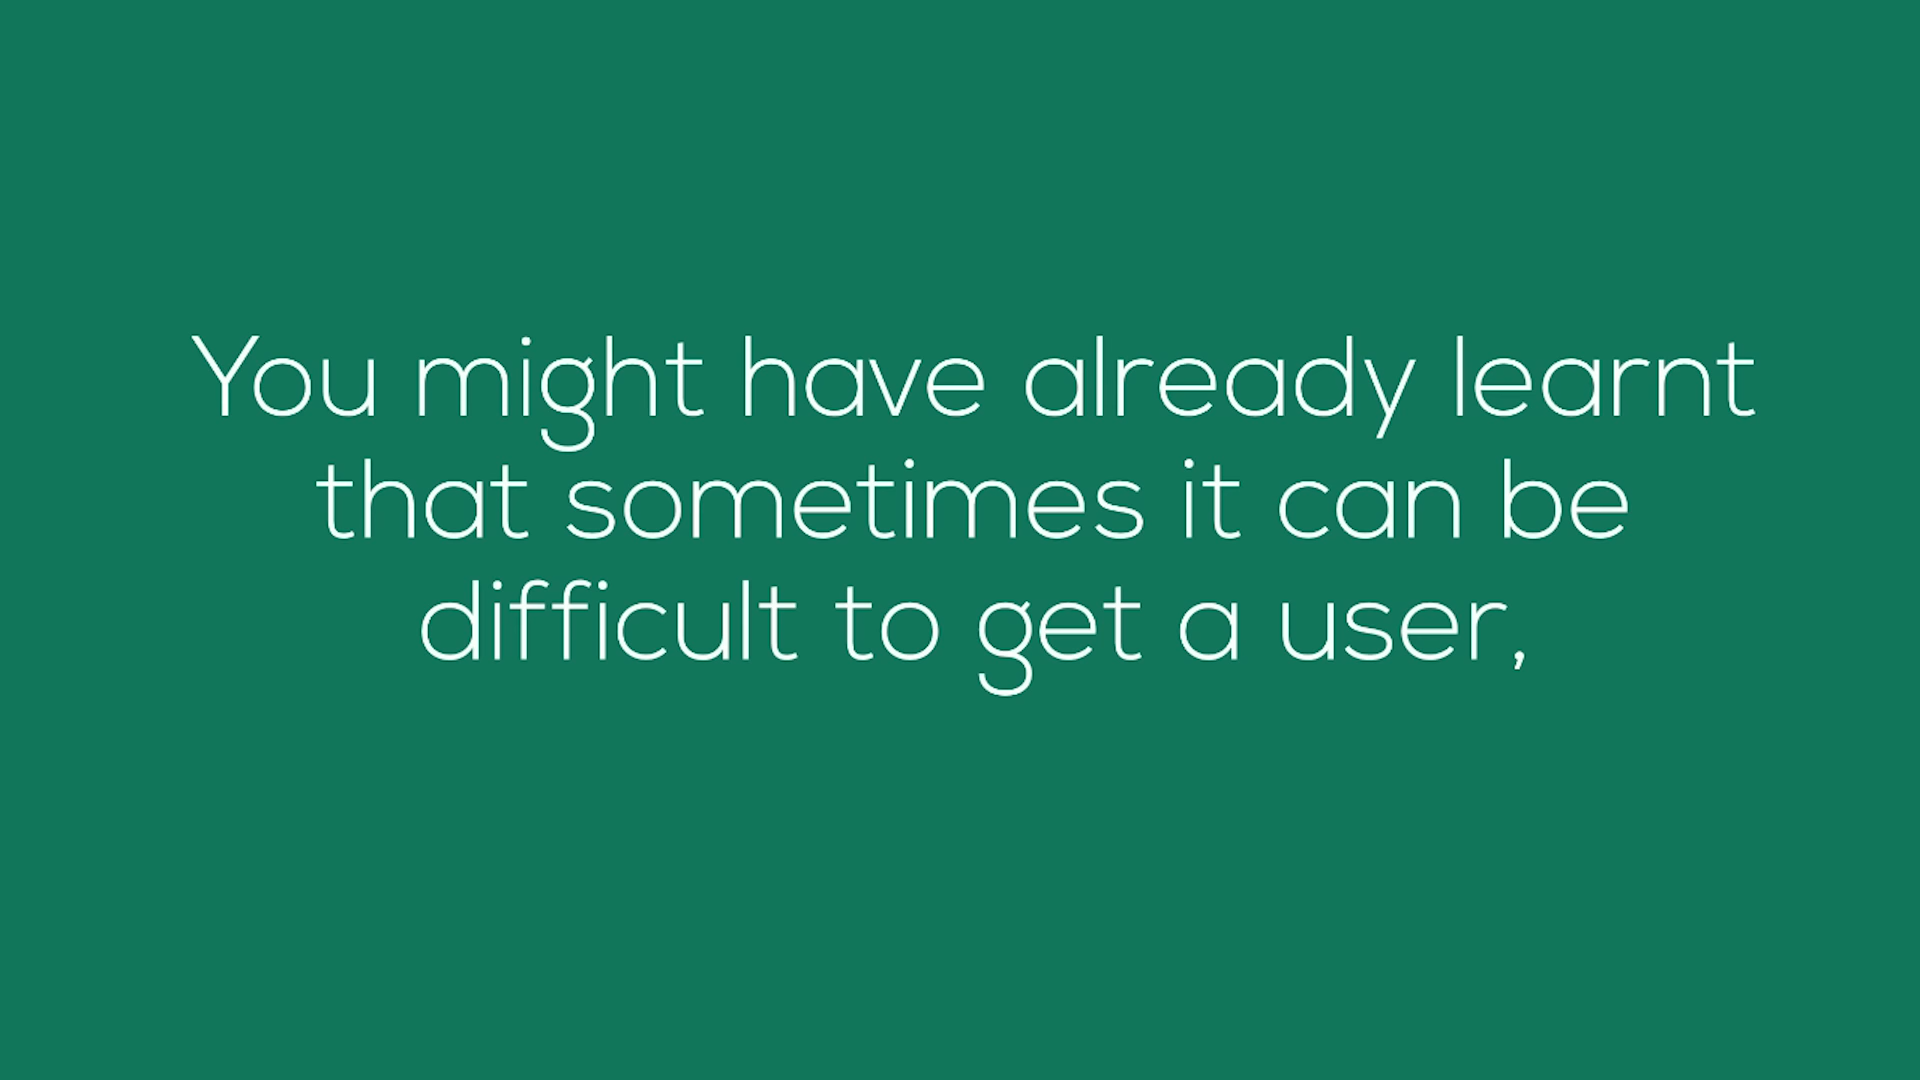 You might have already learnt
that sometimes it can be
difficult to get a user,